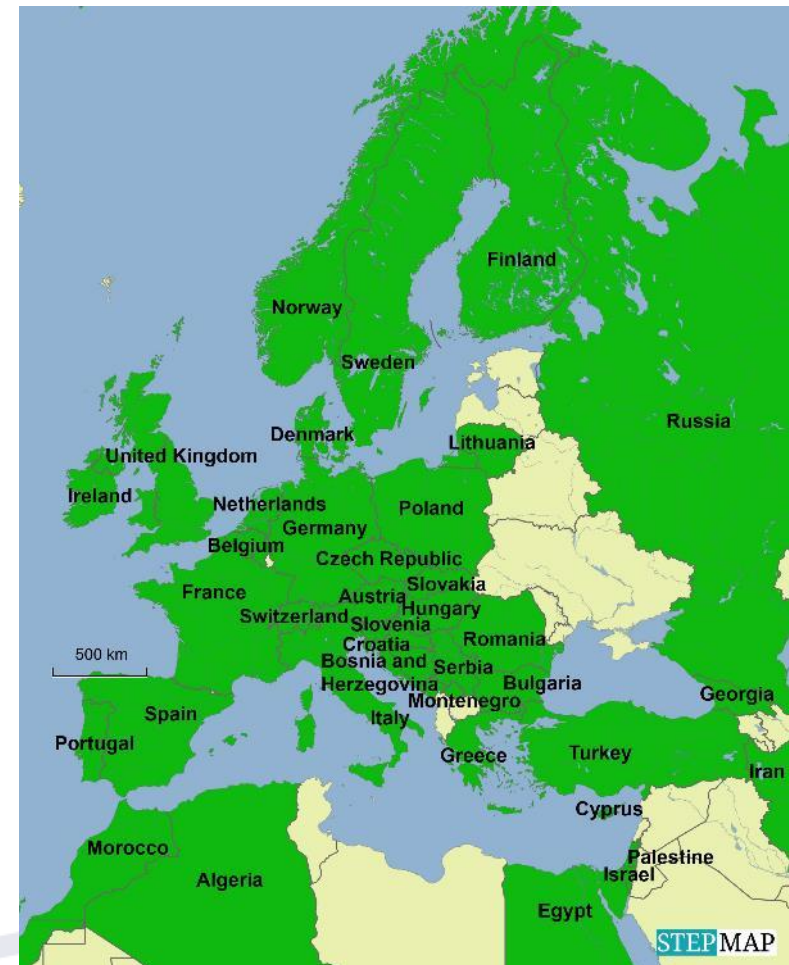 Finland
Norway
Sweden
Russia
Denmark
Lithuania
United Kingdom
Ireland
Netherlands
Poland
Germany
Belgium
Czech Republic
Slovakia
France
Austria
Hungary
Switzerland
Slovenia
Croatia
Romania
500 km
Bosnia and
Herzegovina
Serbia
Bulgaria
Montenegro
Georgia
Spain
Italy
Portugal
Greece
Turkey
Iran
Cyprus
Morocco
Palestine
Israel
Algeria
Egypt
STEPMAP